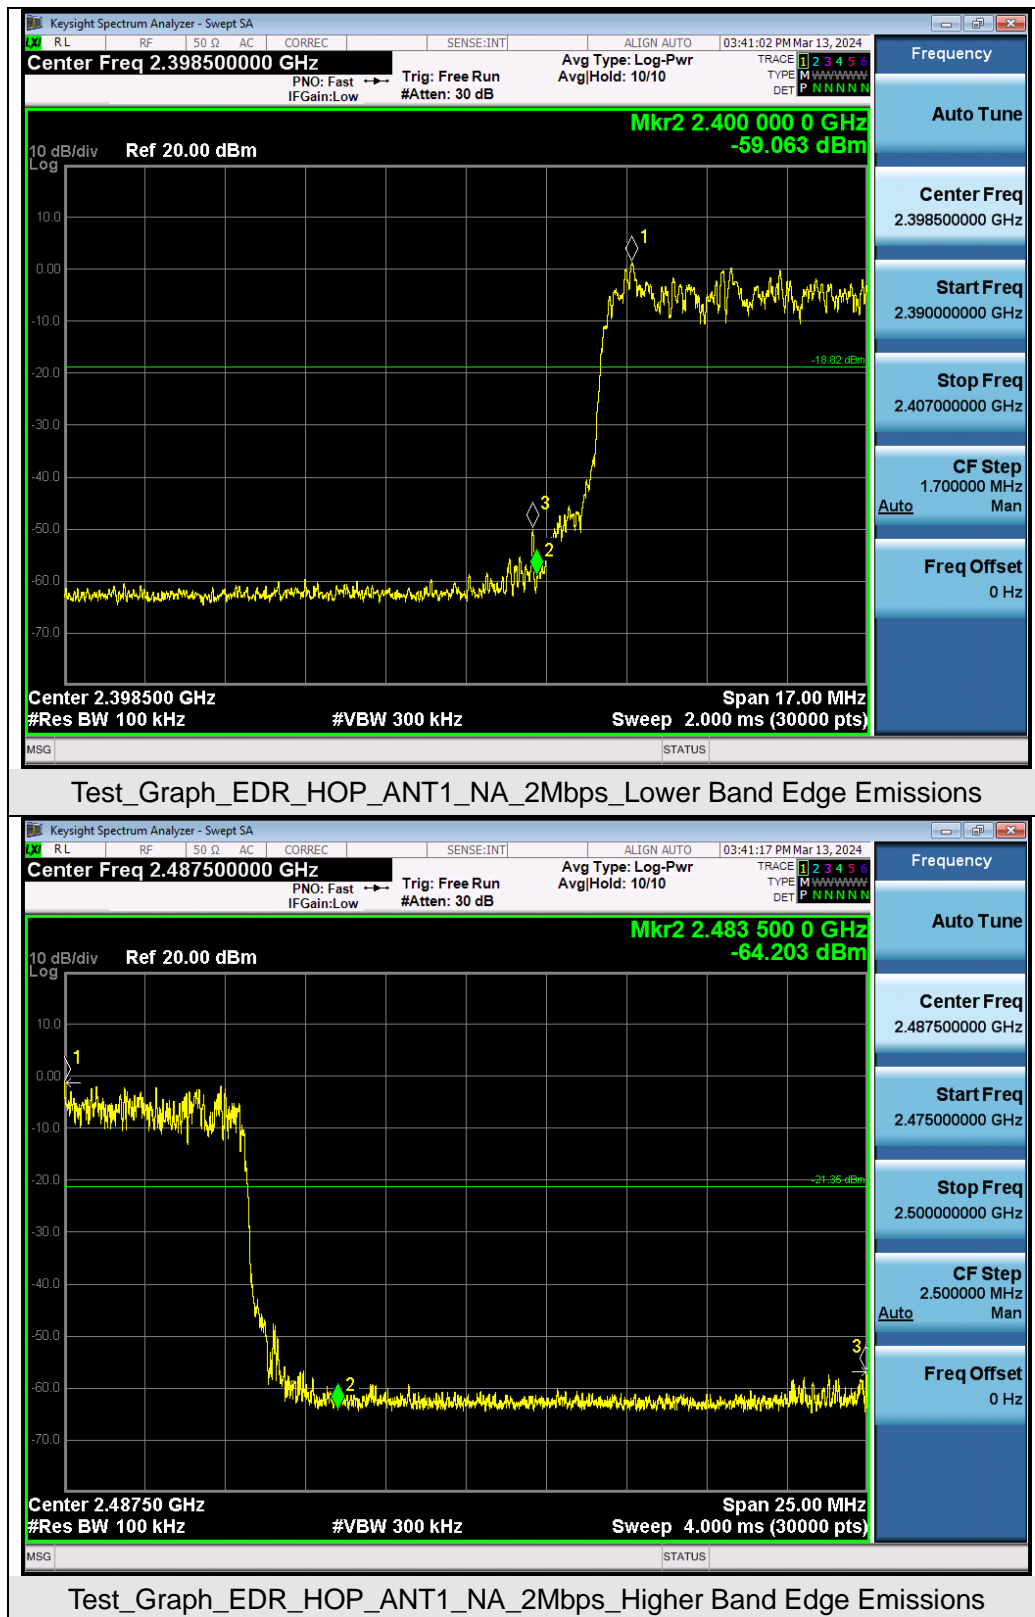 Keysight Spectrum Analyzer - Swept SA
LXI RL RF 50 Ω AC CORREC SENSE:INT ALIGN AUTO 03:41:02 PM Mar 13, 2024
Center Freq 2.398500000 GHz
PNO: Fast
IFGain:Low
Trig: Free Run
#Atten: 30 dB
Avg Type: Log-Pwr
Avg|Hold: 10/10
TRACE 1 2 3 4 5 6
TYPE M WWWWW
DET P N N N N N
Mkr2 2.400 000 0 GHz
-59.063 dBm
10 dB/div Ref 20.00 dBm
Log
10.0
0.00
-10.0
-20.0
-30.0
-40.0
-50.0
-60.0
-70.0
1
-18.82 dBm
3
2
Center 2.398500 GHz Span 17.00 MHz
#Res BW 100 kHz #VBW 300 kHz Sweep 2.000 ms (30000 pts)
MSG STATUS
Frequency
Auto Tune
Center Freq
2.398500000 GHz
Start Freq
2.390000000 GHz
Stop Freq
2.407000000 GHz
CF Step
1.700000 MHz
Auto Man
Freq Offset
0 Hz
Test_Graph_EDR_HOP_ANT1_NA_2Mbps_Lower Band Edge Emissions
Keysight Spectrum Analyzer - Swept SA
LXI RL RF 50 Ω AC CORREC SENSE:INT ALIGN AUTO 03:41:17 PM Mar 13, 2024
Center Freq 2.487500000 GHz
PNO: Fast
IFGain:Low
Trig: Free Run
#Atten: 30 dB
Avg Type: Log-Pwr
Avg|Hold: 10/10
TRACE 1 2 3 4 5 6
TYPE M WWWWW
DET P N N N N N
Mkr2 2.483 500 0 GHz
-64.203 dBm
10 dB/div Ref 20.00 dBm
Log
10.0
0.00
-10.0
-20.0
-30.0
-40.0
-50.0
-60.0
-70.0
1
-21.35 dBm
3
2
Center 2.48750 GHz Span 25.00 MHz
#Res BW 100 kHz #VBW 300 kHz Sweep 4.000 ms (30000 pts)
MSG STATUS
Frequency
Auto Tune
Center Freq
2.487500000 GHz
Start Freq
2.475000000 GHz
Stop Freq
2.500000000 GHz
CF Step
2.500000 MHz
Auto Man
Freq Offset
0 Hz
Test_Graph_EDR_HOP_ANT1_NA_2Mbps_Higher Band Edge Emissions